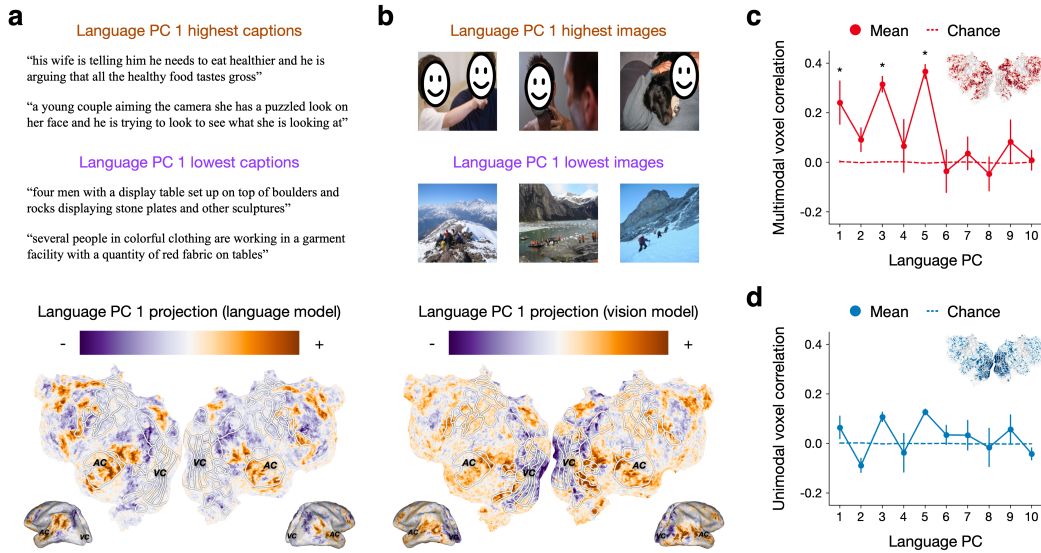 a
Language PC 1 highest captions
“his wife is telling him he needs to eat healthier and he is
arguing that all the healthy food tastes gross”
“a young couple aiming the camera she has a puzzled look on
her face and he is trying to look to see what she is looking at”
Language PC 1 lowest captions
“four men with a display table set up on top of boulders and
rocks displaying stone plates and other sculptures”
“several people in colorful clothing are working in a garment
facility with a quantity of red fabric on tables”
Language PC 1 projection (language model)
- +
AC VC AC
AC VC VC AC
b
Language PC 1 highest images
Language PC 1 lowest images
Language PC 1 projection (vision model)
- +
AC VC AC
AC VC VC AC
c
Mean Chance
Multimodal voxel correlation
0.4
0.2
0.0
-0.2
* * *
1 2 3 4 5 6 7 8 9 10
Language PC
d
Mean Chance
Unimodal voxel correlation
0.4
0.2
0.0
-0.2
1 2 3 4 5 6 7 8 9 10
Language PC